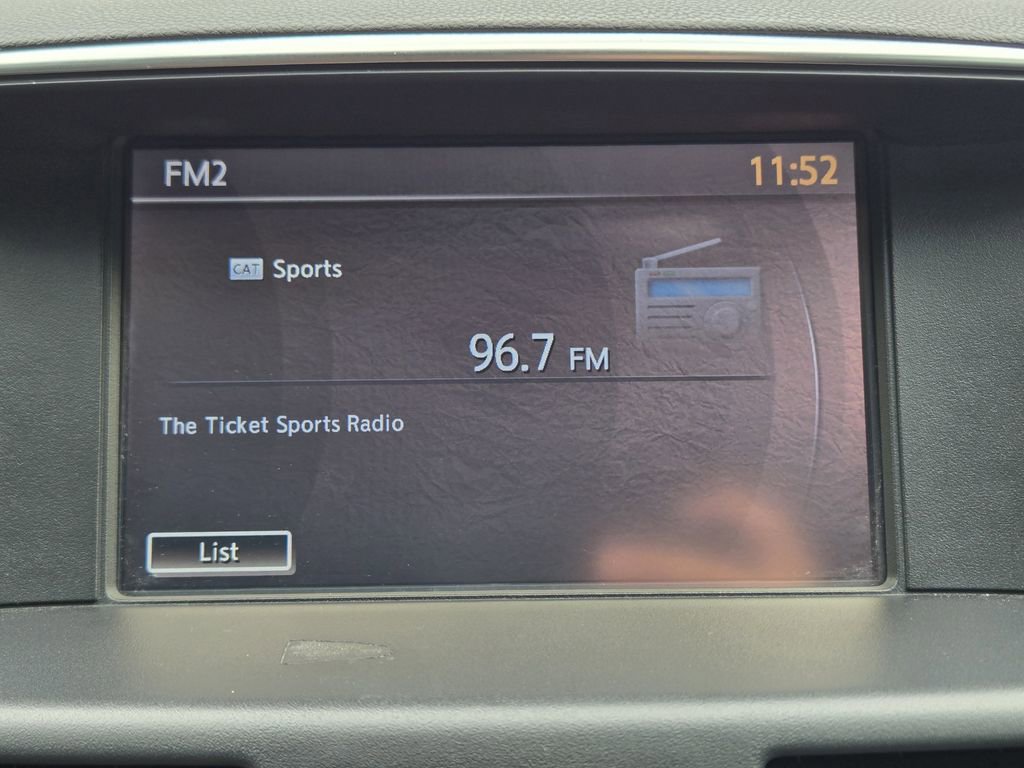 FM2 11:52
CAT Sports
96.7 FM
The Ticket Sports Radio
List